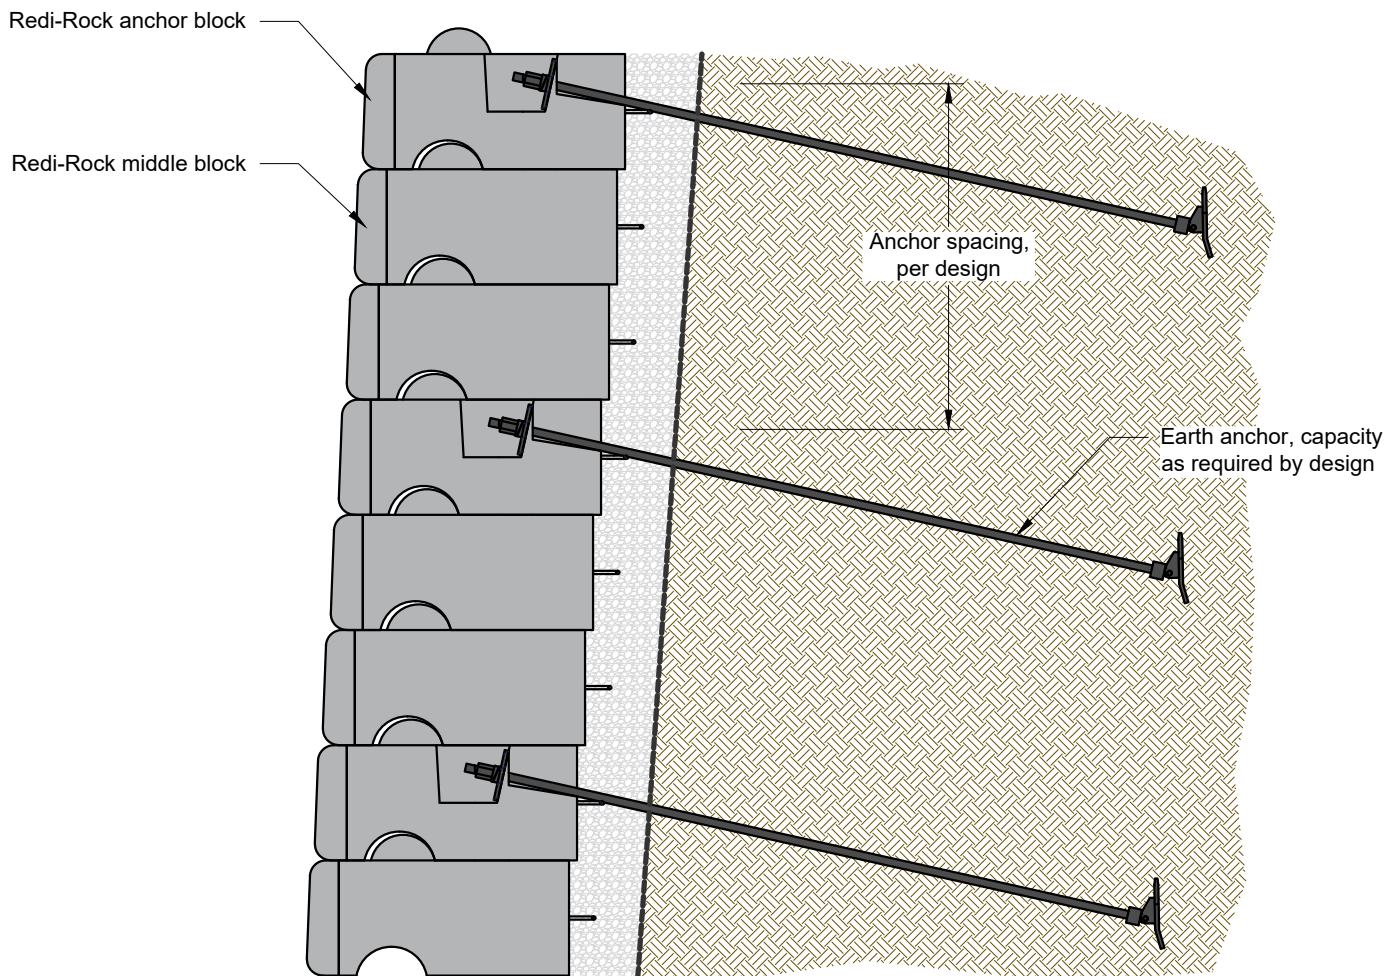 Redi-Rock anchor block
Redi-Rock middle block
Anchor spacing,
per design
Earth anchor, capacity
as required by design